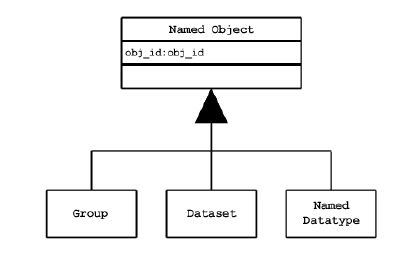 Named Object
obj_id:obj_id
Group
Dataset
Named
Datatype